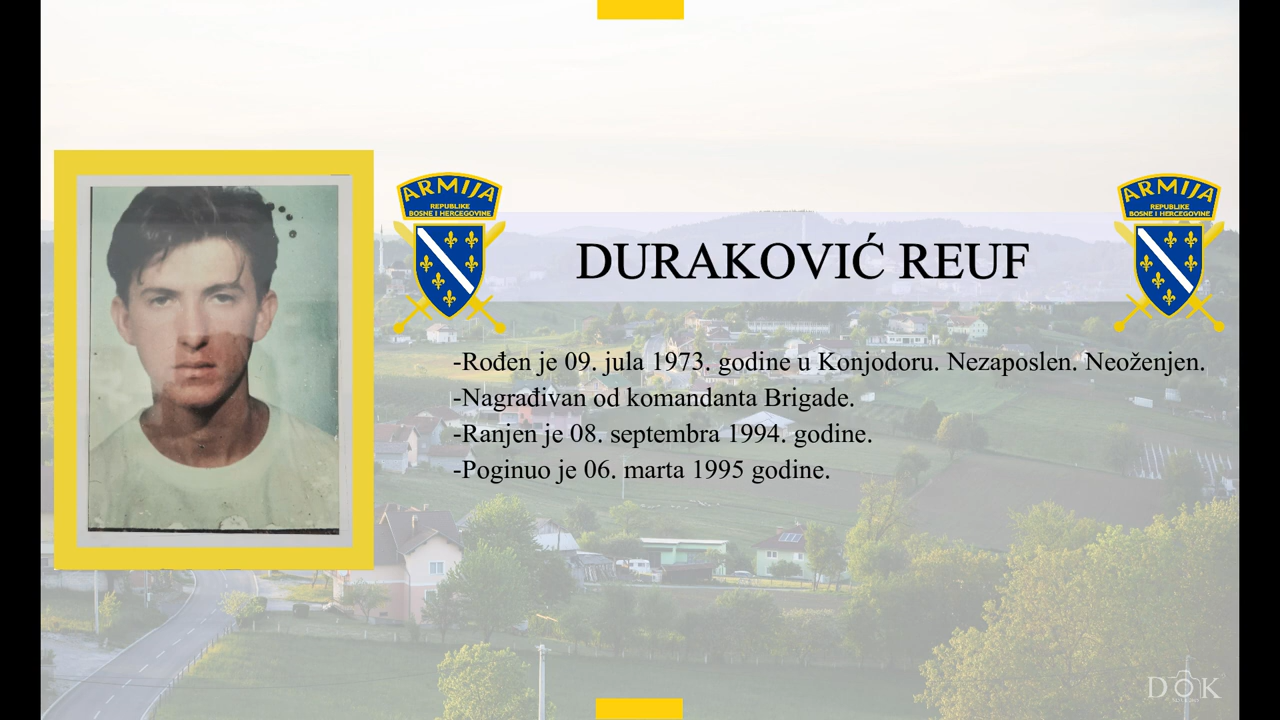 ARMIJA
REPUBLIKE
BOSNE I HERCEGOVINE
ARMIJA
REPUBLIKE
BOSNE I HERCEGOVINE
DURAKOVIĆ REUF
-Rođen je 09. jula 1973. godine u Konjodoru. Nezaposlen. Neoženjen.
-Nagrađivan od komandanta Brigade.
-Ranjen je 08. septembra 1994. godine.
-Poginuo je 06. marta 1995 godine.
DOK